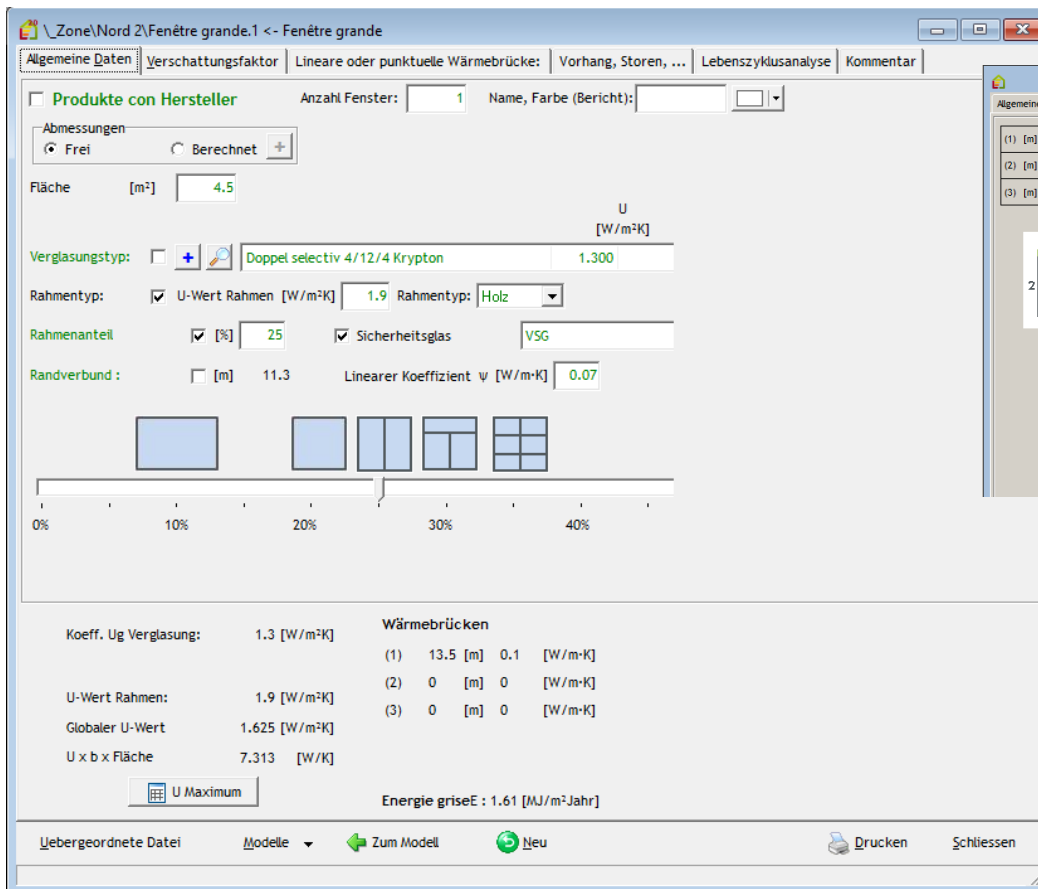 \_Zone\Nord 2\Fenêtre grande.1 <- Fenêtre grande
Allgemeine Daten Verschattungsfaktor Lineare oder punktuelle Wärmebrücke: Vorhang, Storen, ... Lebenszyklusanalyse Kommentar
Produkte con Hersteller Anzahl Fenster: 1 Name, Farbe (Bericht):
Abmessungen
Frei Berechnet +
Fläche [m²] 4.5
U
[W/m²K]
Verglasungstyp: + Doppel selectiv 4/12/4 Krypton 1.300
Rahmentyp: U-Wert Rahmen [W/m²K] 1.9 Rahmentyp: Holz
Rahmenanteil [%] 25 Sicherheitsglas VSG
Randverbund : [m] 11.3 Linearer Koeffizient ψ [W/m·K] 0.07
0% 10% 20% 30% 40%
Koeff. Ug Verglasung: 1.3 [W/m²K]
U-Wert Rahmen: 1.9 [W/m²K]
Globaler U-Wert 1.625 [W/m²K]
U x b x Fläche 7.313 [W/K]
U Maximum
Wärmebrücken
(1) 13.5 [m] 0.1 [W/m·K]
(2) 0 [m] 0 [W/m·K]
(3) 0 [m] 0 [W/m·K]
Energie griseE : 1.61 [MJ/m²Jahr]
Uebergeordnete Datei Modelle Zum Modell Neu Drucken Schliessen
Allgemeine
(1) [m]
(2) [m]
(3) [m]
2